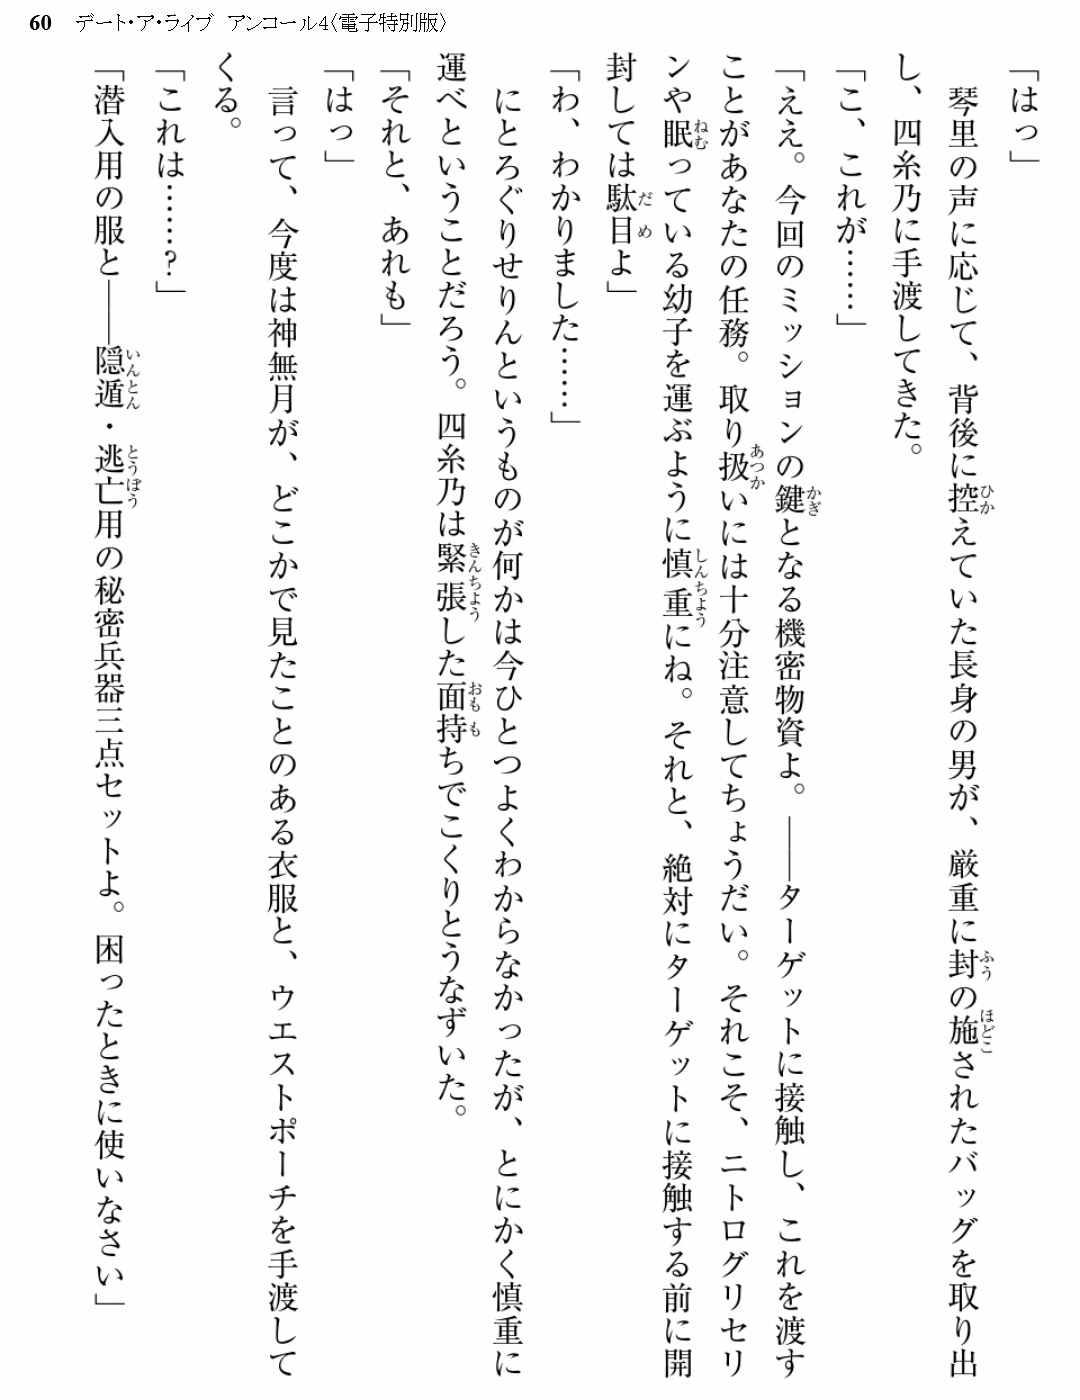 60 デート・ア・ライブ アンコール4〈電子特別版〉
「はっ」
　琴里の声に応じて、背後に控えていた長身の男が、厳重に封の施されたバッグを取り出
し、四糸乃に手渡してきた。
「こ、これが……」
「ええ。今回のミッションの鍵となる機密物資よ。――ターゲットに接触し、これを渡す
ことがあなたの任務。取り扱いには十分注意してちょうだい。それこそ、ニトログリセリ
ンや眠っている幼子を運ぶように慎重にね。それと、絶対にターゲットに接触する前に開
封しては駄目よ」
「わ、わかりました……」
　にとろぐりせりんというものが何かは今ひとつよくわからなかったが、とにかく慎重に
運べということだろう。四糸乃は緊張した面持ちでこくりとうなずいた。
「それと、あれも」
「はっ」
　言って、今度は神無月が、どこかで見たことのある衣服と、ウエストポーチを手渡して
くる。
「これは……？」
「潜入用の服と――隠遁・逃亡用の秘密兵器三点セットよ。困ったときに使いなさい」